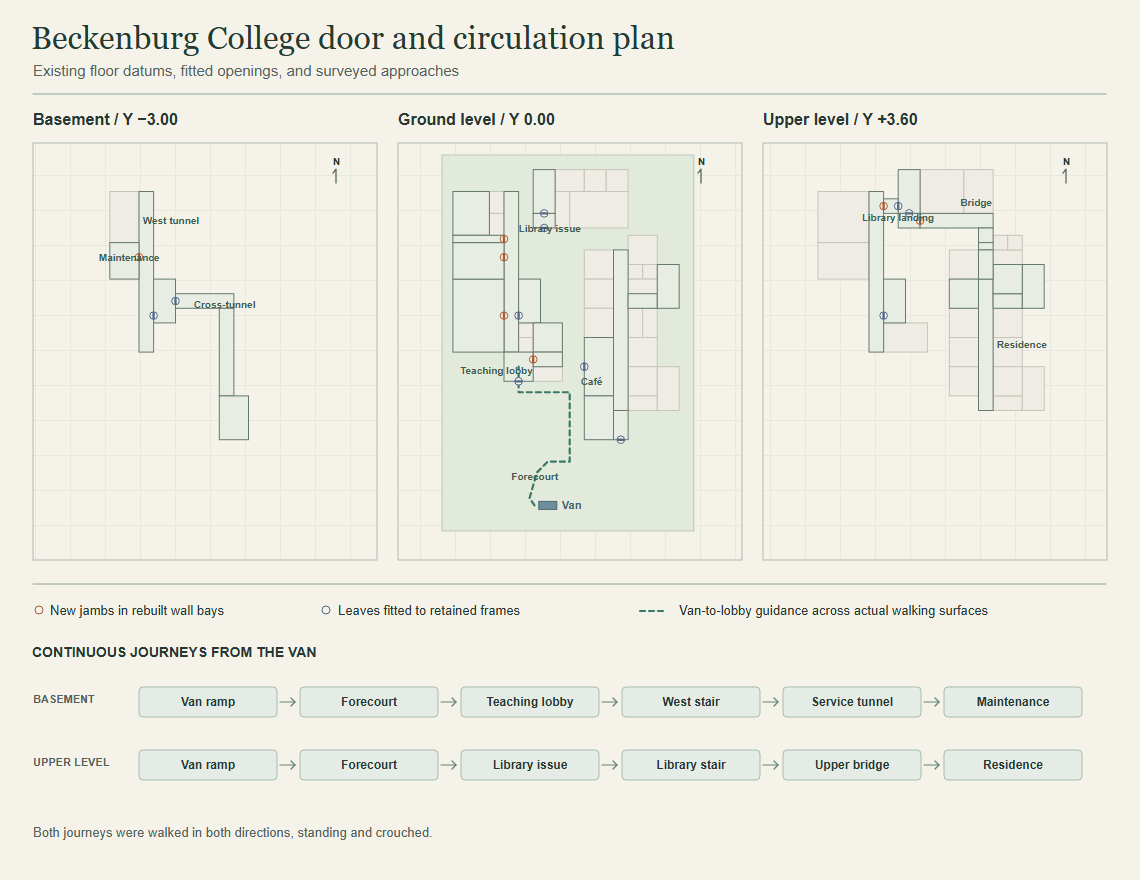 Beckenburg College door and circulation plan
Existing floor datums, fitted openings, and surveyed approaches
Basement / Y −3.00
Ground level / Y 0.00
Upper level / Y +3.60
N
West tunnel
Maintenance
Cross-tunnel
N
Library issue
Teaching lobby
Café
Forecourt
Van
N
Bridge
Library landing
Residence
New jambs in rebuilt wall bays
Leaves fitted to retained frames
Van-to-lobby guidance across actual walking surfaces
CONTINUOUS JOURNEYS FROM THE VAN
BASEMENT
Van ramp
Forecourt
Teaching lobby
West stair
Service tunnel
Maintenance
UPPER LEVEL
Van ramp
Forecourt
Library issue
Library stair
Upper bridge
Residence
Both journeys were walked in both directions, standing and crouched.